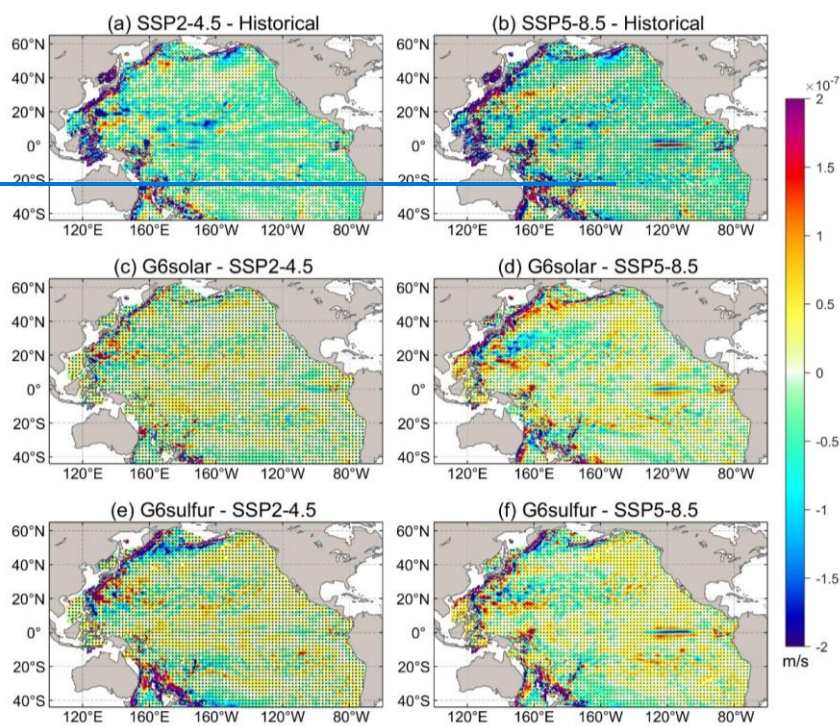 (a) SSP2-4.5 - Historical
(b) SSP5-8.5 - Historical
60°N
40°N
20°N
0°
20°S
40°S
120°E 160°E 160°W 120°W 80°W
60°N
40°N
20°N
0°
20°S
40°S
120°E 160°E 160°W 120°W 80°W
(c) G6solar - SSP2-4.5
(d) G6solar - SSP5-8.5
60°N
40°N
20°N
0°
20°S
40°S
120°E 160°E 160°W 120°W 80°W
60°N
40°N
20°N
0°
20°S
40°S
120°E 160°E 160°W 120°W 80°W
(e) G6sulfur - SSP2-4.5
(f) G6sulfur - SSP5-8.5
60°N
40°N
20°N
0°
20°S
40°S
120°E 160°E 160°W 120°W 80°W
60°N
40°N
20°N
0°
20°S
40°S
120°E 160°E 160°W 120°W 80°W
×10⁻⁷
2
1.5
1
0.5
0
-0.5
-1
-1.5
-2
m/s